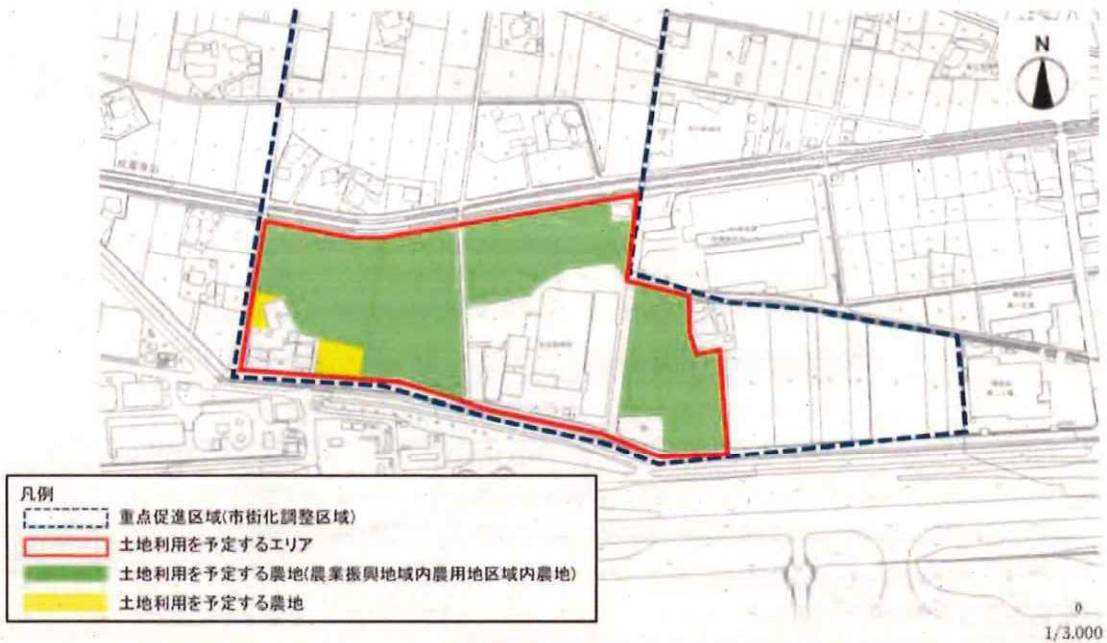 N
凡例
重点促進区域(市街化調整区域)
土地利用を予定するエリア
土地利用を予定する農地(農業振興地域内農用地区域内農地)
土地利用を予定する農地
0
1/3.000